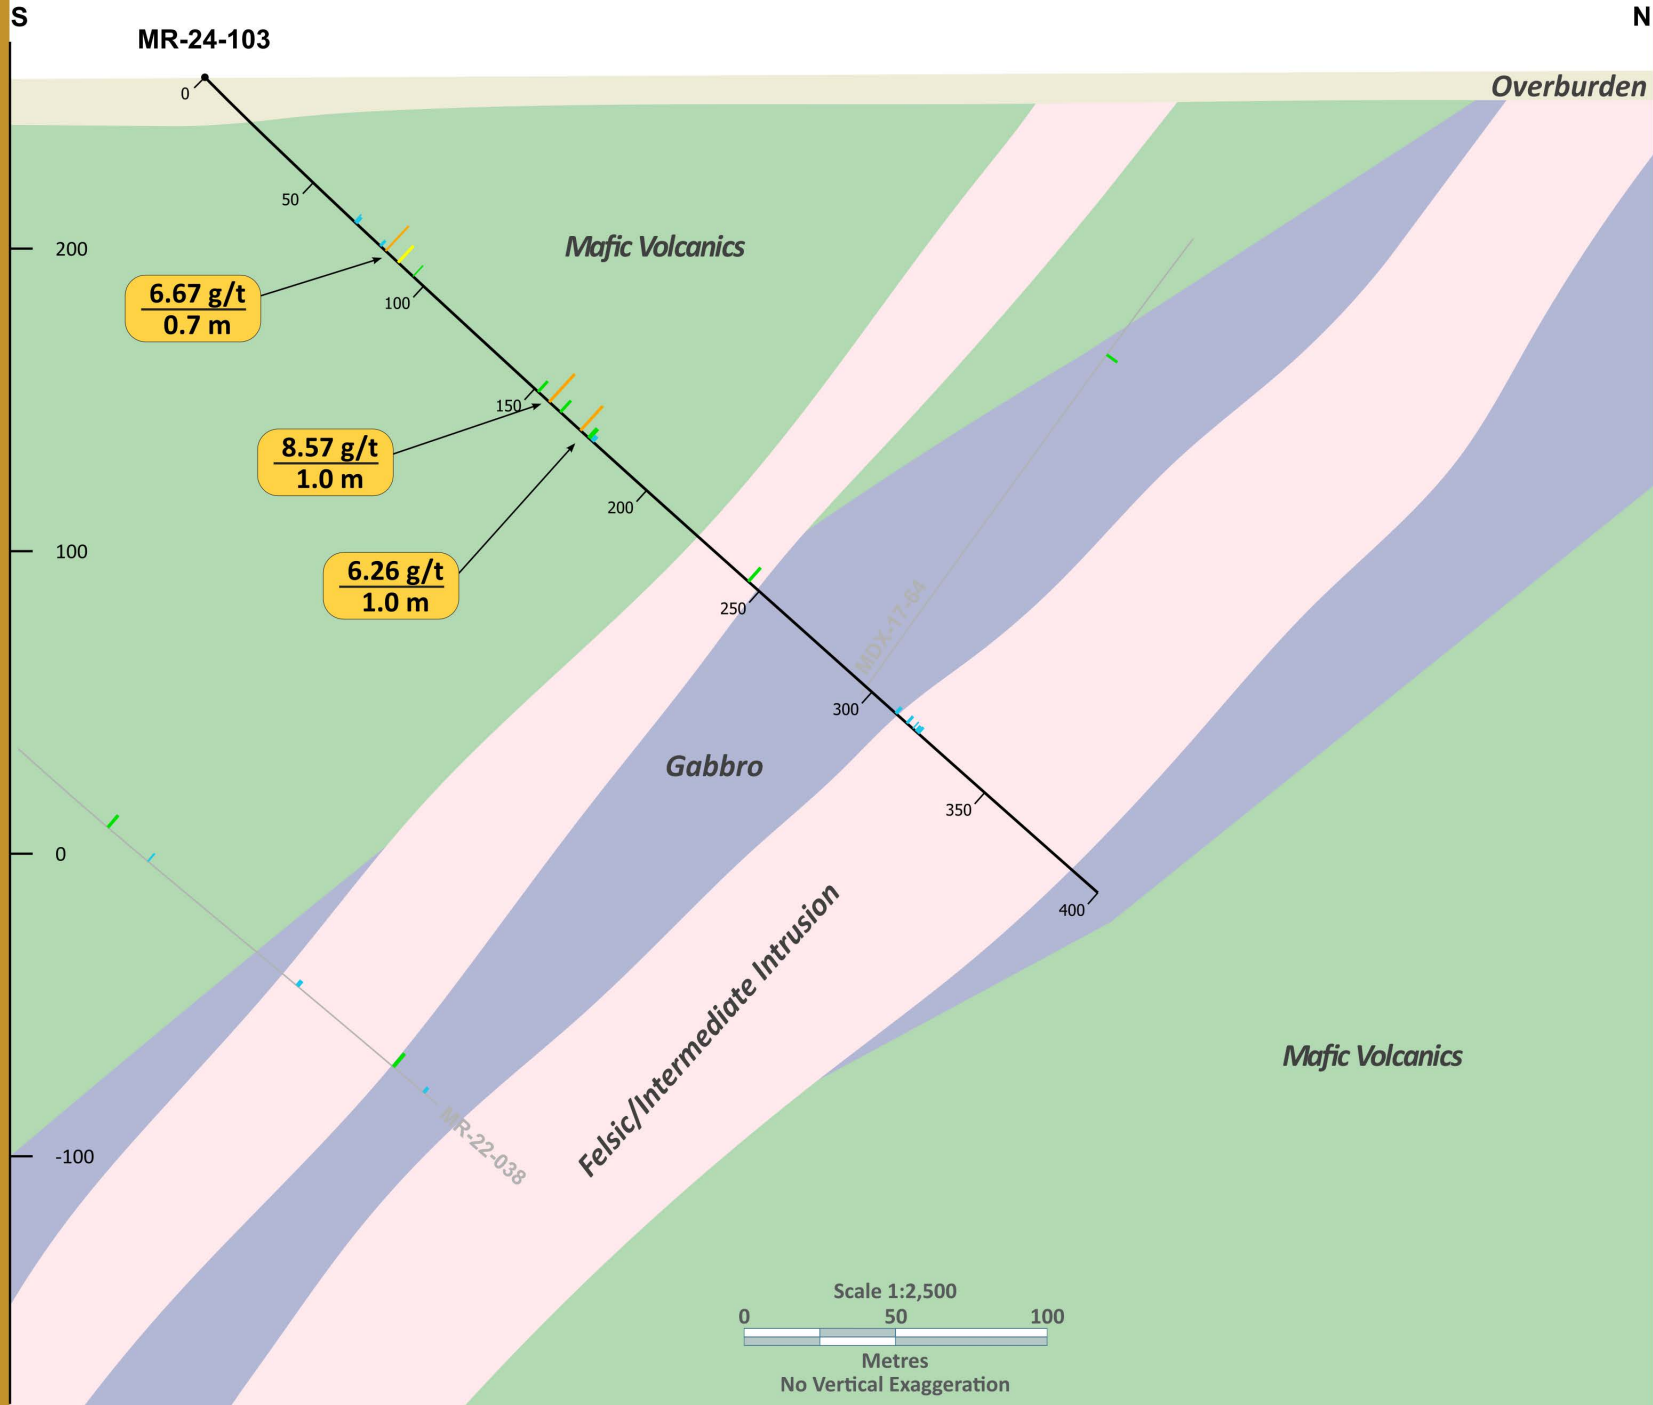 S
N
MR-24-103
Overburden
0
50
200
Mafic Volcanics
6.67 g/t
0.7 m
100
150
8.57 g/t
1.0 m
200
100
6.26 g/t
1.0 m
250
MDX-17-64
300
Gabbro
350
0
400
Felsic/Intermediate Intrusion
Mafic Volcanics
-100
MR-22-038
Scale 1:2,500
0 50 100
Metres
No Vertical Exaggeration